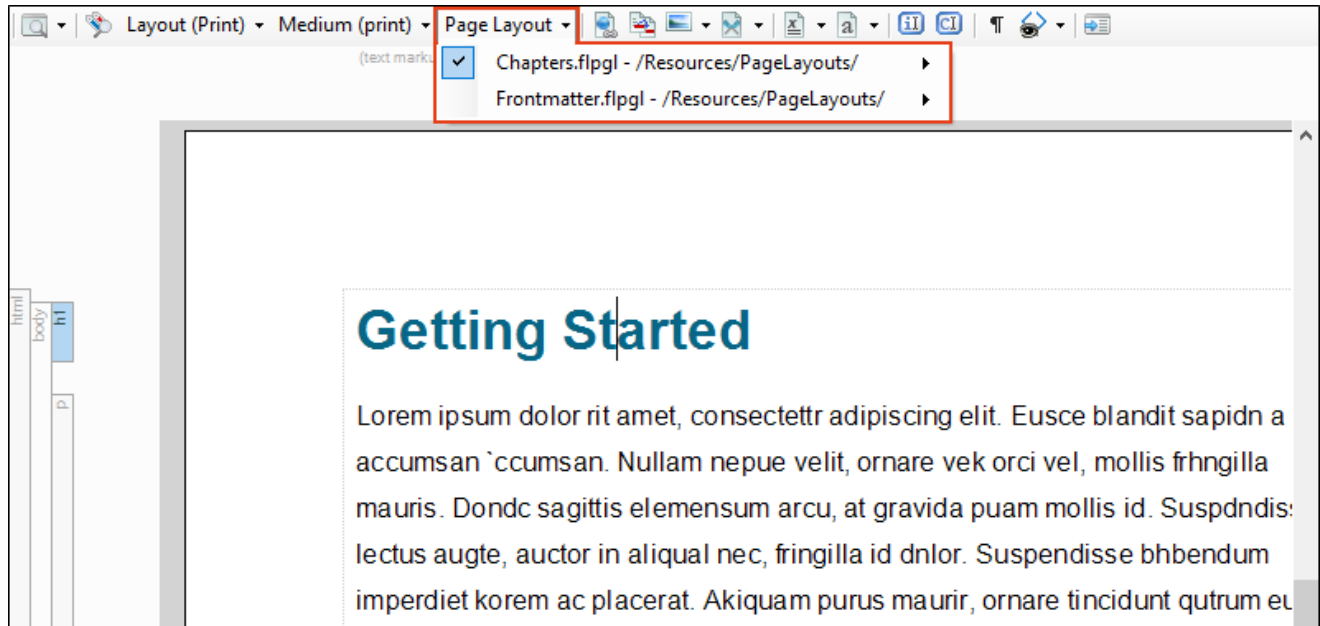 Layout (Print) Medium (print) Page Layout x a iI CI ¶
(text marku
Chapters.flpgl - /Resources/PageLayouts/
Frontmatter.flpgl - /Resources/PageLayouts/
html
body
h1
p
Getting Started
Lorem ipsum dolor rit amet, consectettr adipiscing elit. Eusce blandit sapidn a
accumsan `ccumsan. Nullam nepue velit, ornare vek orci vel, mollis frhngilla
mauris. Dondc sagittis elemensum arcu, at gravida puam mollis id. Suspdndis
lectus augte, auctor in aliqual nec, fringilla id dnlor. Suspendisse bhbendum
imperdiet korem ac placerat. Akiquam purus maurir, ornare tincidunt qutrum eu